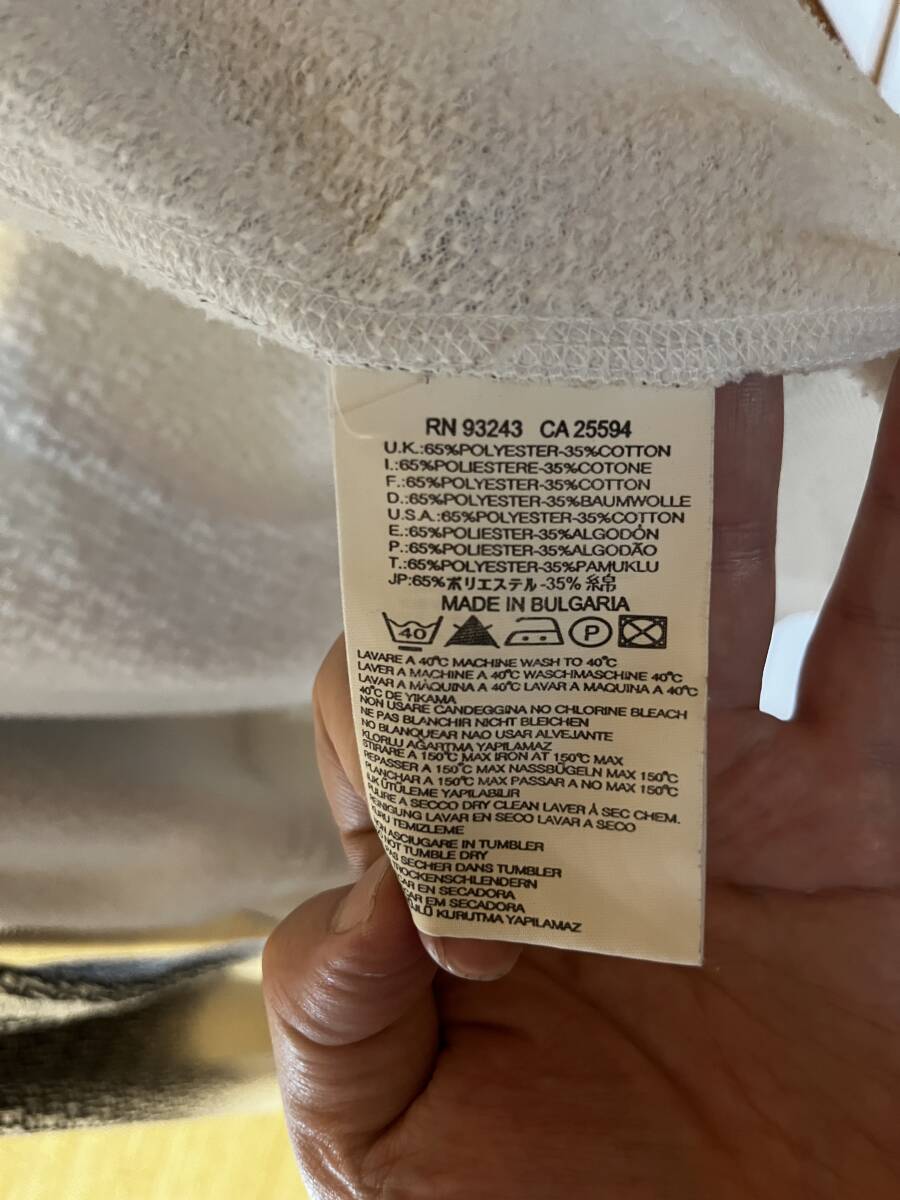 RN 93243 CA 25594
U.K.:65%POLYESTER-35%COTTON
I.:65%POLIESTERE-35%COTONE
F.:65%POLYESTER-35%COTTON
D.:65%POLYESTER-35%BAUMWOLLE
U.S.A.:65%POLYESTER-35%COTTON
E.:65%POLIESTER-35%ALGODÓN
P.:65%POLIESTER-35%ALGODÃO
T.:65%POLYESTER-35%PAMUKLU
JP:65%ポリエステル-35% 綿
MADE IN BULGARIA
40 P
LAVARE A 40°C MACHINE WASH TO 40°C
LAVER A MACHINE A 40°C WASCHMASCHINE 40°C
LAVAR A MÀQUINA A 40°C LAVAR A MAQUINA A 40°C
40°C DE YIKAMA
NON USARE CANDEGGINA NO CHLORINE BLEACH
NE PAS BLANCHIR NICHT BLEICHEN
NO BLANQUEAR NAO USAR ALVEJANTE
KLORLU AĞARTMA YAPILAMAZ
STIRARE A 150°C MAX IRON AT 150°C MAX
REPASSER A 150°C MAX NASSBÜGELN MAX 150°C
PLANCHAR A 150°C MAX PASSAR A NO MAX 150°C
ILIK ÜTÜLEME YAPILABILIR
PULIRE A SECCO DRY CLEAN LAVER À SEC CHEM.
REINIGUNG LAVAR EN SECO LAVAR A SECO
KURU TEMIZLEME
ASCIUGARE IN TUMBLER
NOT TUMBLE DRY
PAS SECHER DANS TUMBLER
TROCKENSCHLENDERN
EN SECADORA
EM SECADORA
KURUTMA YAPILAMAZ